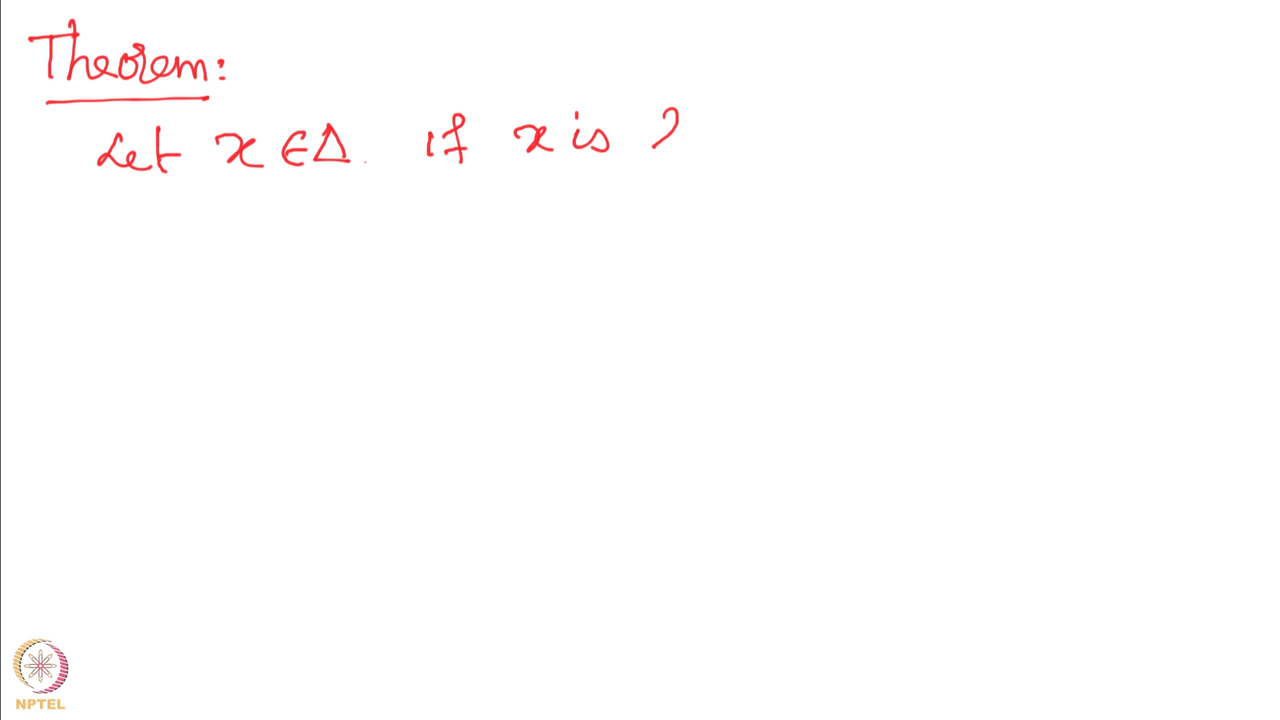 Theorem:
Let x ∈ Δ. if x is
NPTEL